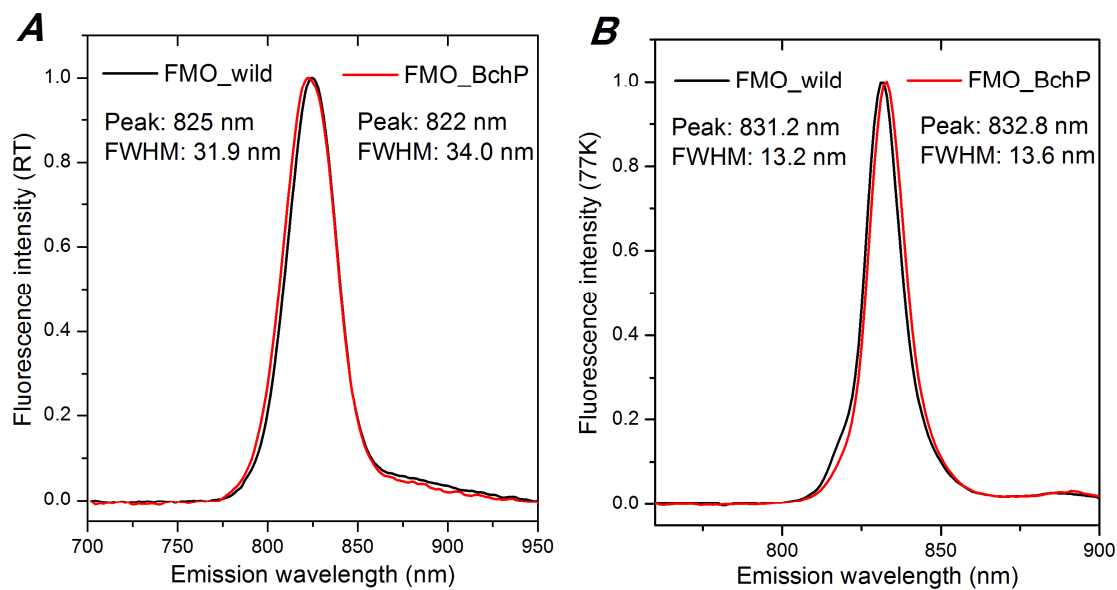 A
FMO_wild
FMO_BchP
Peak: 825 nm
FWHM: 31.9 nm
Peak: 822 nm
FWHM: 34.0 nm
1.0
0.8
0.6
0.4
0.2
0.0
Fluorescence intensity (RT)
700
750
800
850
900
950
Emission wavelength (nm)
B
FMO_wild
FMO_BchP
Peak: 831.2 nm
FWHM: 13.2 nm
Peak: 832.8 nm
FWHM: 13.6 nm
1.0
0.8
0.6
0.4
0.2
0.0
Fluorescence intensity (77K)
800
850
900
Emission wavelength (nm)